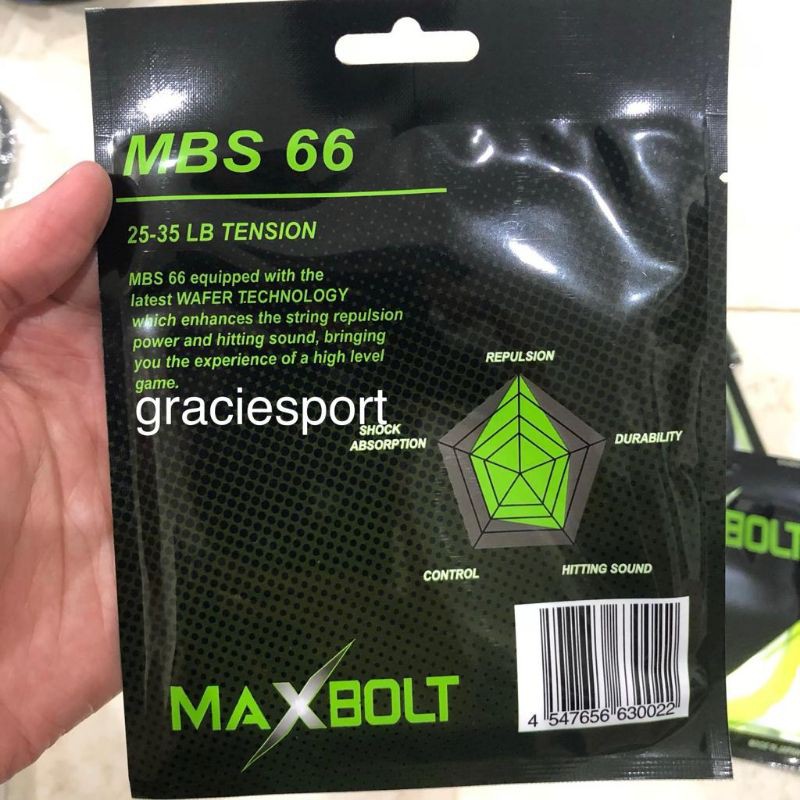 MBS 66
25-35 LB TENSION
MBS 66 equipped with the
latest WAFER TECHNOLOGY
which enhances the string repulsion
power and hitting sound, bringing
you the experience of a high level
game.
graciesport
REPULSION
SHOCK
ABSORPTION
DURABILITY
CONTROL
HITTING SOUND
MAXBOLT
4 547656 630022
BOLT